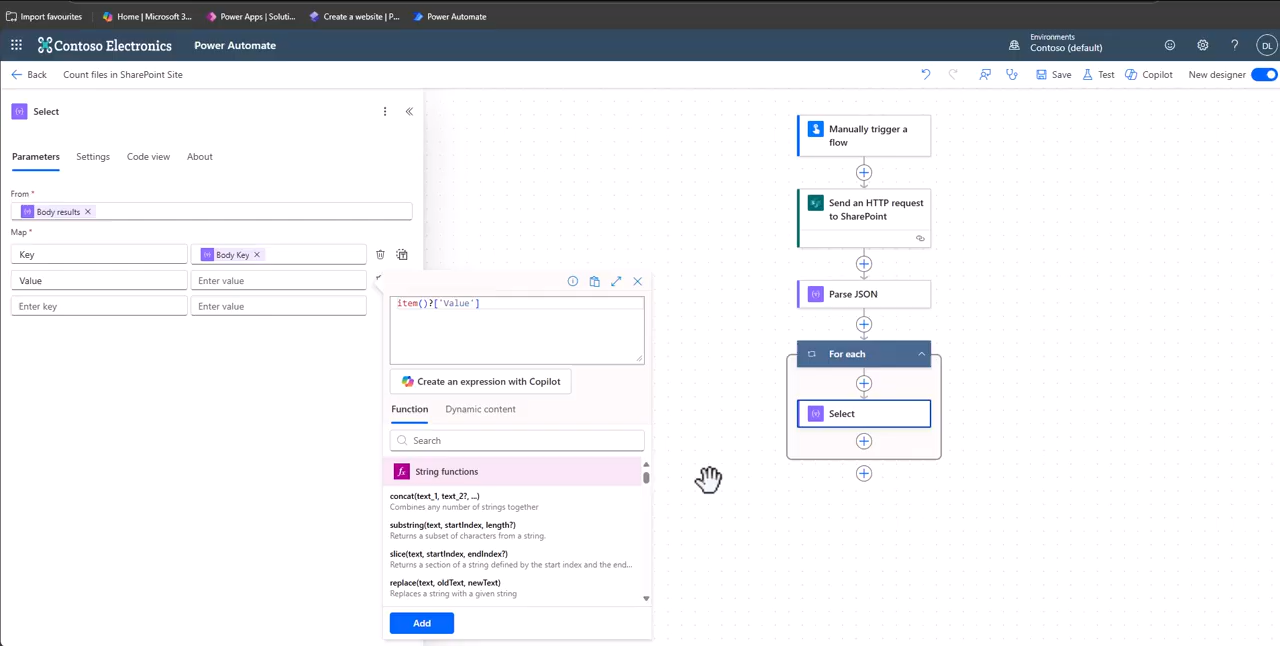 Import favourites
Home | Microsoft 3...
Power Apps | Soluti...
Create a website | P...
Power Automate
Contoso Electronics
Power Automate
Environments
Contoso (default)
DL
Back
Count files in SharePoint Site
Save
Test
Copilot
New designer
Select
Parameters
Settings
Code view
About
From *
Body results
Map *
Key
Body Key
Value
Enter value
Enter key
Enter value
item()?['Value']
Create an expression with Copilot
Function
Dynamic content
Search
fx
String functions
concat(text_1, text_2?, ...)
Combines any number of strings together
substring(text, startIndex, length?)
Returns a subset of characters from a string.
slice(text, startIndex, endIndex?)
Returns a section of a string defined by the start index and the end...
replace(text, oldText, newText)
Replaces a string with a given string
Add
Manually trigger a
flow
Send an HTTP request
to SharePoint
Parse JSON
For each
Select